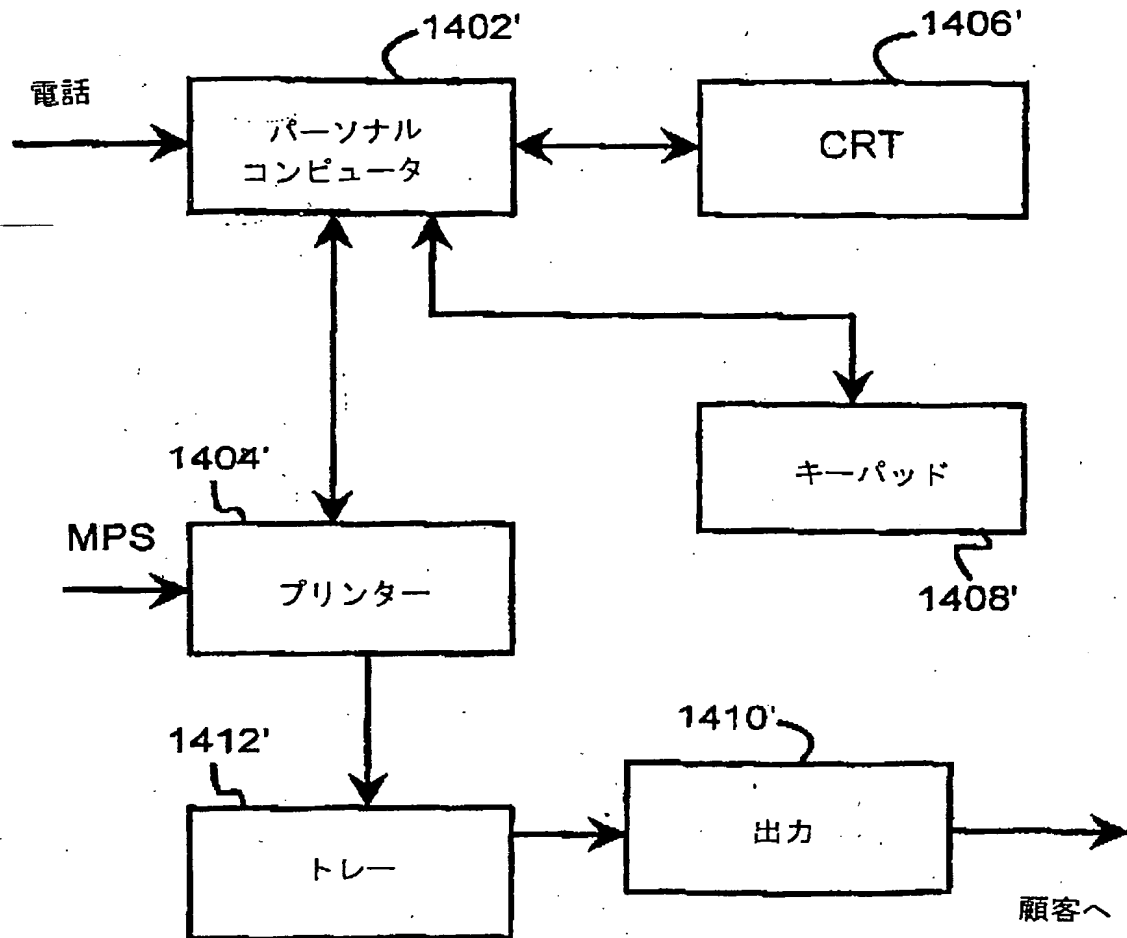 1402'
1406'
電話
パーソナル
コンピュータ
CRT
1404'
キーパッド
MPS
プリンター
1408'
1412'
1410'
トレー
出力
顧客へ